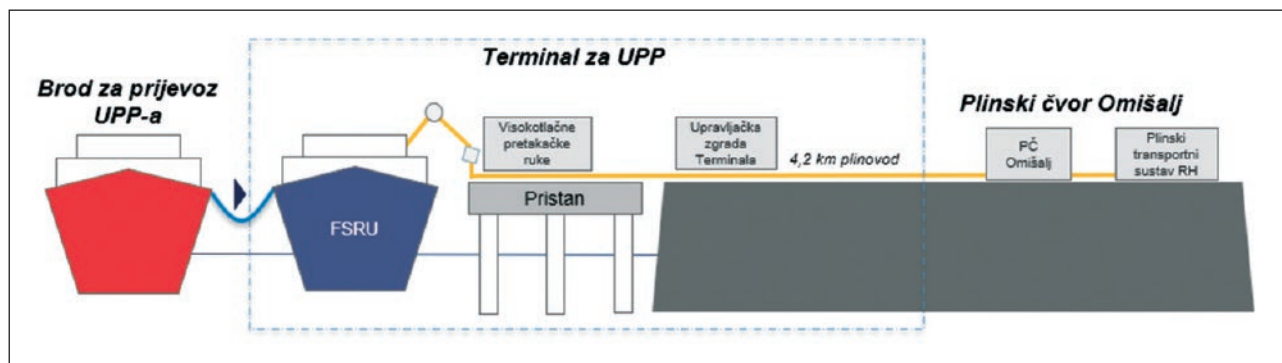 Terminal za UPP
Brod za prijevoz
UPP-a
Plinski čvor Omišalj
Visokotlačne
pretakačke
ruke
Upravljačka
zgrada
Terminala
4,2 km plinovod
PČ
Omišalj
Plinski
transportni
sustav RH
Pristan
FSRU